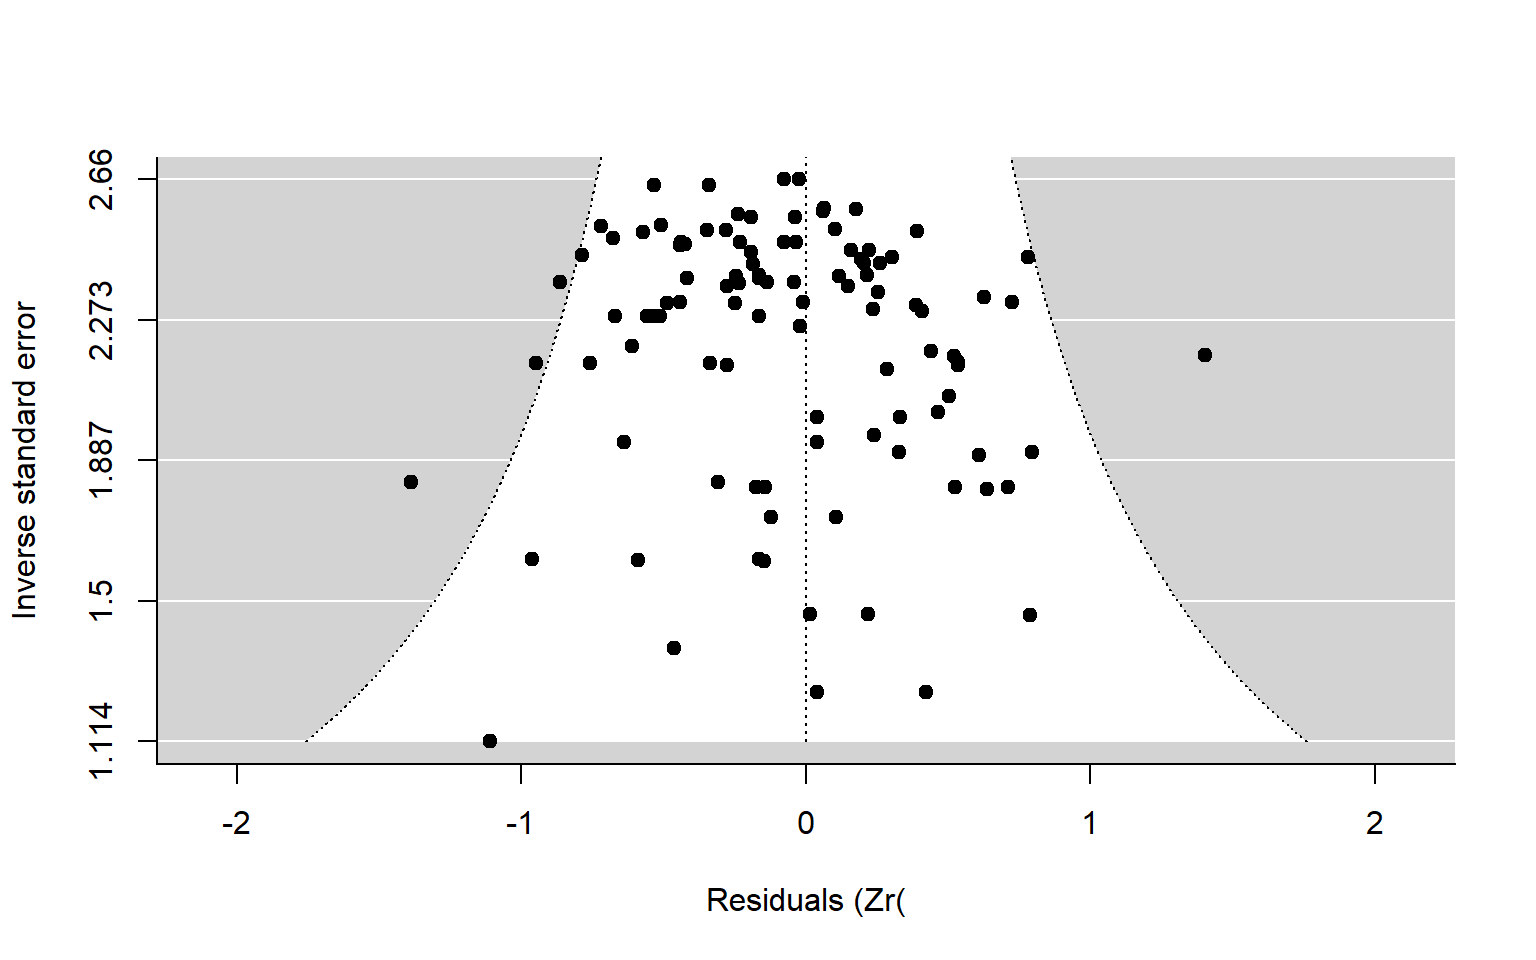 Inverse standard error
2.66
2.273
1.887
1.5
1.114
-2 -1 0 1 2
Residuals (Zr(